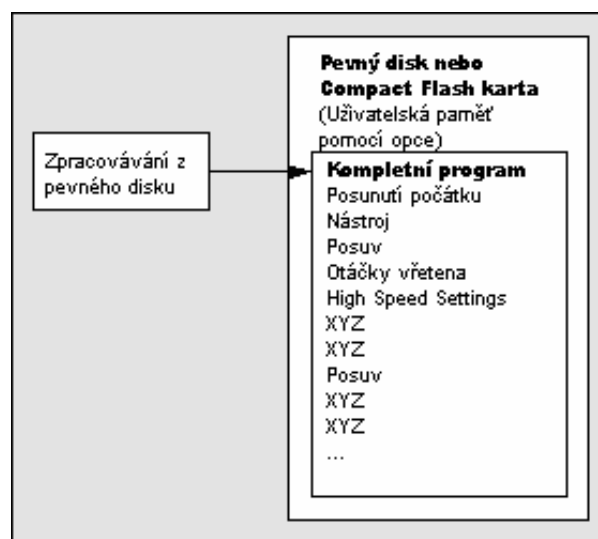 Pevný disk nebo
Compact Flash karta
(Uživatelská paměť
pomocí opce)
Zpracovávání z
pevného disku
Kompletní program
Posunutí počátku
Nástroj
Posuv
Otáčky vřetena
High Speed Settings
XYZ
XYZ
Posuv
XYZ
XYZ
...